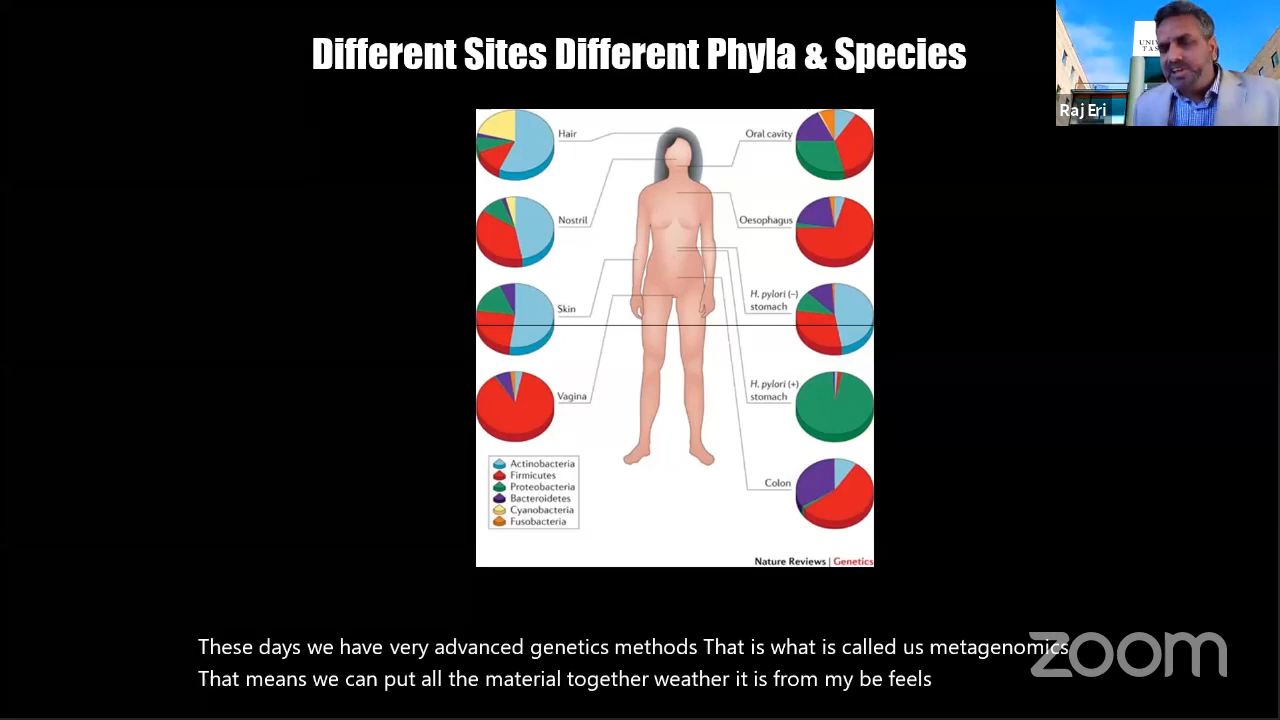 Different Sites Different Phyla & Species
UNIV
TAS
Raj Eri
Hair
Oral cavity
Nostril
Oesophagus
Skin
H. pylori (–)
stomach
Vagina
H. pylori (+)
stomach
Colon
Actinobacteria
Firmicutes
Proteobacteria
Bacteroidetes
Cyanobacteria
Fusobacteria
Nature Reviews | Genetics
These days we have very advanced genetics methods That is what is called us metagenomics
That means we can put all the material together weather it is from my be feels
zoom